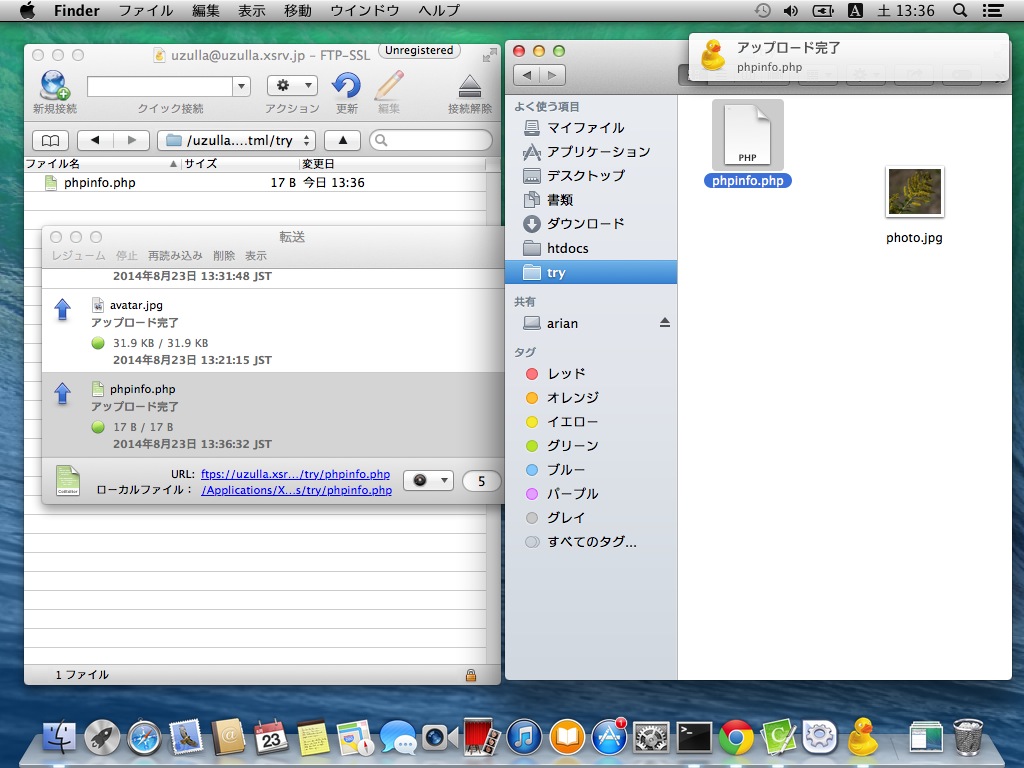 Finder ファイル 編集 表示 移動 ウインドウ ヘルプ
A 土 13:36
uzulla@uzulla.xsrv.jp – FTP-SSL
Unregistered
新規接続 クイック接続 アクション 更新 編集 接続解除
/uzulla....tml/try
ファイル名 サイズ 変更日
phpinfo.php 17 B 今日 13:36
転送
レジューム 停止 再読み込み 削除 表示
2014年8月23日 13:31:48 JST
avatar.jpg
アップロード完了
31.9 KB / 31.9 KB
2014年8月23日 13:21:15 JST
phpinfo.php
アップロード完了
17 B / 17 B
2014年8月23日 13:36:32 JST
URL: ftps://uzulla.xsr.../try/phpinfo.php
ローカルファイル： /Applications/X...s/try/phpinfo.php
5
1 ファイル
アップロード完了
phpinfo.php
よく使う項目
マイファイル
アプリケーション
デスクトップ
書類
ダウンロード
htdocs
try
共有
arian
タグ
レッド
オレンジ
イエロー
グリーン
ブルー
パープル
グレイ
すべてのタグ...
PHP
phpinfo.php
photo.jpg
23
1